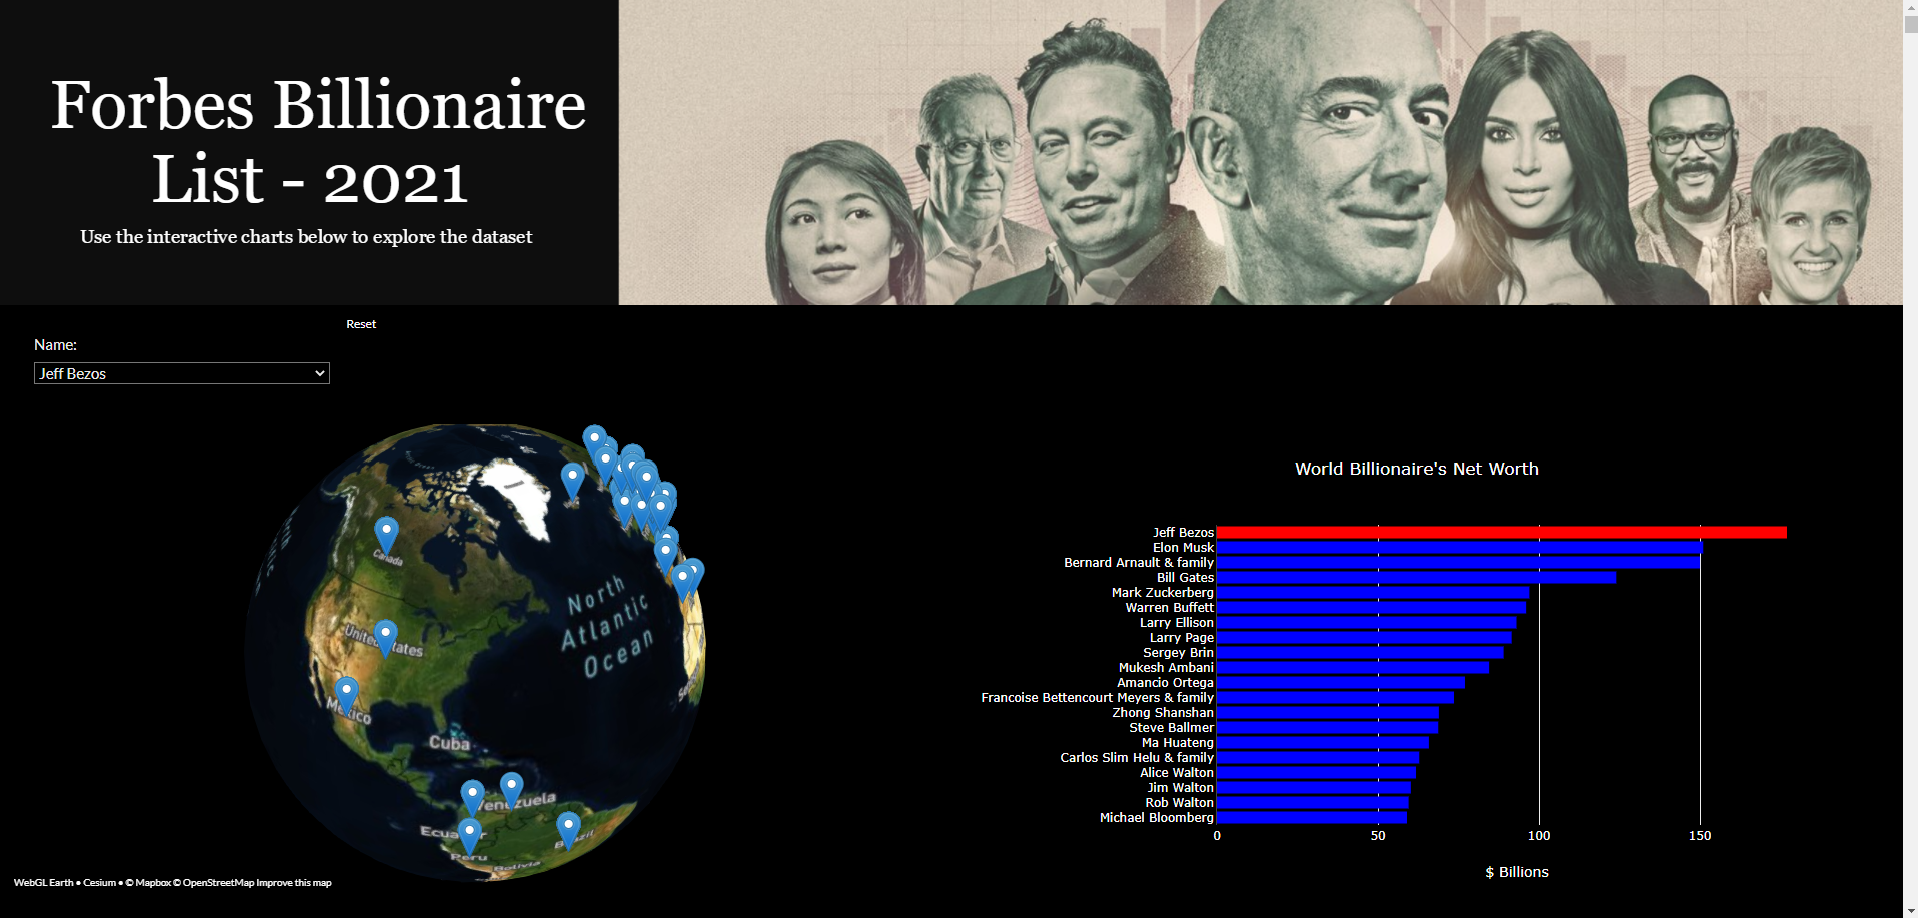 Forbes Billionaire
List - 2021
Use the interactive charts below to explore the dataset
Reset
Name:
Jeff Bezos
Canada
United States
Mexico
Cuba
North
Atlantic
Ocean
Venezuela
Ecuador
Peru
Brazil
Bolivia
WebGL Earth • Cesium • © Mapbox © OpenStreetMap Improve this map
World Billionaire's Net Worth
Jeff Bezos
Elon Musk
Bernard Arnault & family
Bill Gates
Mark Zuckerberg
Warren Buffett
Larry Ellison
Larry Page
Sergey Brin
Mukesh Ambani
Amancio Ortega
Francoise Bettencourt Meyers & family
Zhong Shanshan
Steve Ballmer
Ma Huateng
Carlos Slim Helu & family
Alice Walton
Jim Walton
Rob Walton
Michael Bloomberg
0 50 100 150
$ Billions